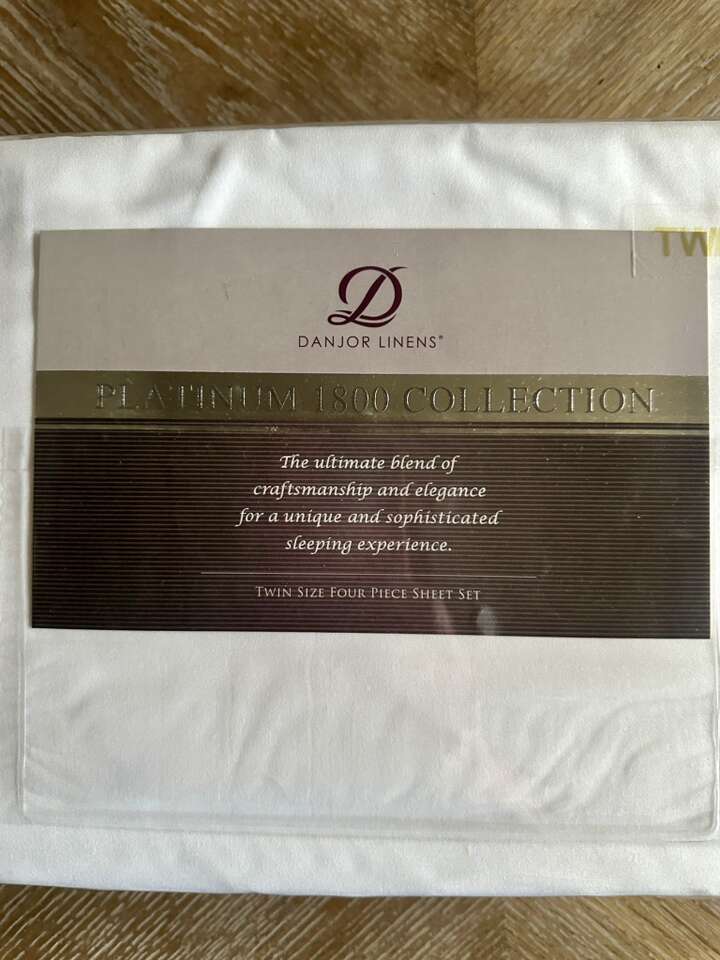 TW
D
DANJOR LINENS®
PLATINUM 1800 COLLECTION
The ultimate blend of
craftsmanship and elegance
for a unique and sophisticated
sleeping experience.
TWIN SIZE FOUR PIECE SHEET SET